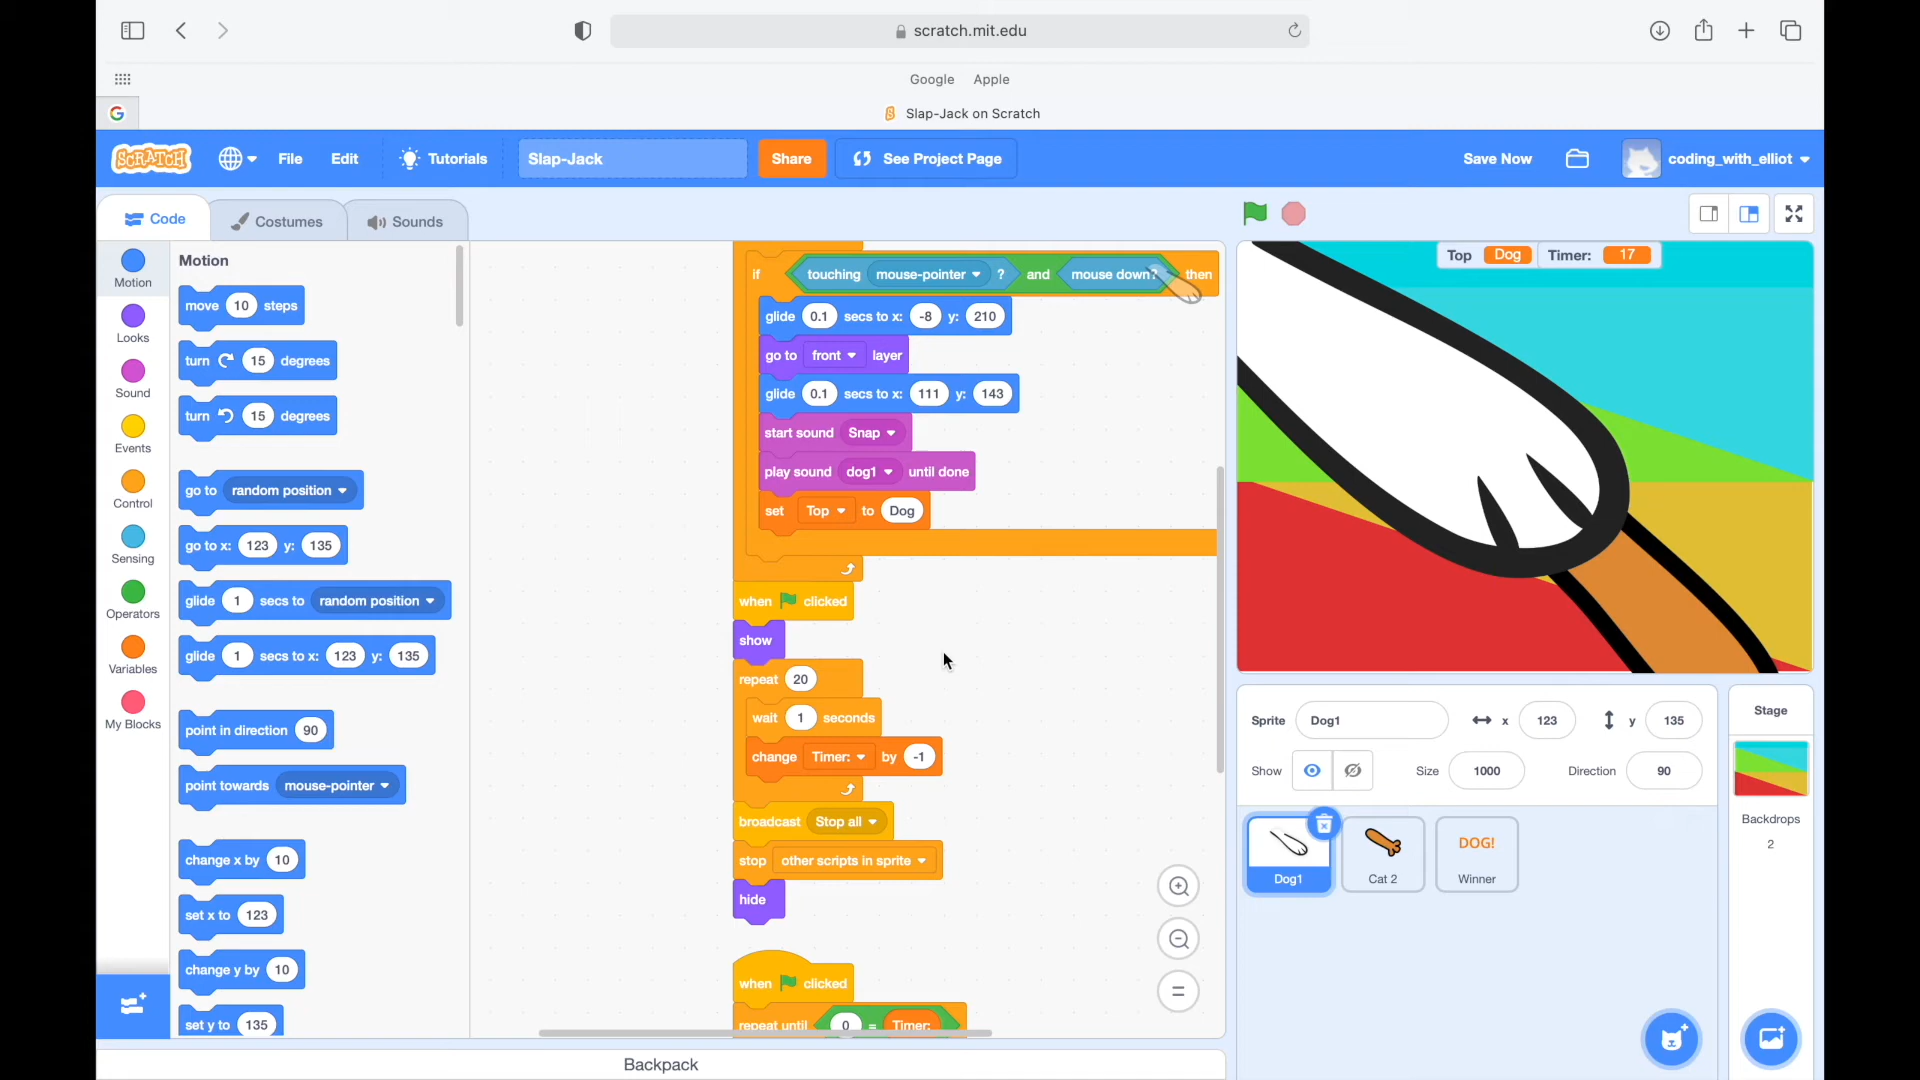 scratch.mit.edu
Google Apple
G Slap-Jack on Scratch
SCRATCH File Edit Tutorials Slap-Jack Share See Project Page Save Now coding_with_elliot
Code Costumes Sounds
Motion
Looks
Sound
Events
Control
Sensing
Operators
Variables
My Blocks
Motion
move 10 steps
turn 15 degrees
turn 15 degrees
go to random position
go to x: 123 y: 135
glide 1 secs to random position
glide 1 secs to x: 123 y: 135
point in direction 90
point towards mouse-pointer
change x by 10
set x to 123
change y by 10
set y to 135
if touching mouse-pointer ? and mouse down? then
glide 0.1 secs to x: -8 y: 210
go to front layer
glide 0.1 secs to x: 111 y: 143
start sound Snap
play sound dog1 until done
set Top to Dog
when clicked
show
repeat 20
wait 1 seconds
change Timer: by -1
broadcast Stop all
stop other scripts in sprite
hide
when clicked
repeat until 0 = Timer:
Backpack
Top Dog Timer: 17
Sprite Dog1 x 123 y 135
Show Size 1000 Direction 90
Dog1
Cat 2
DOG!
Winner
Stage
Backdrops
2